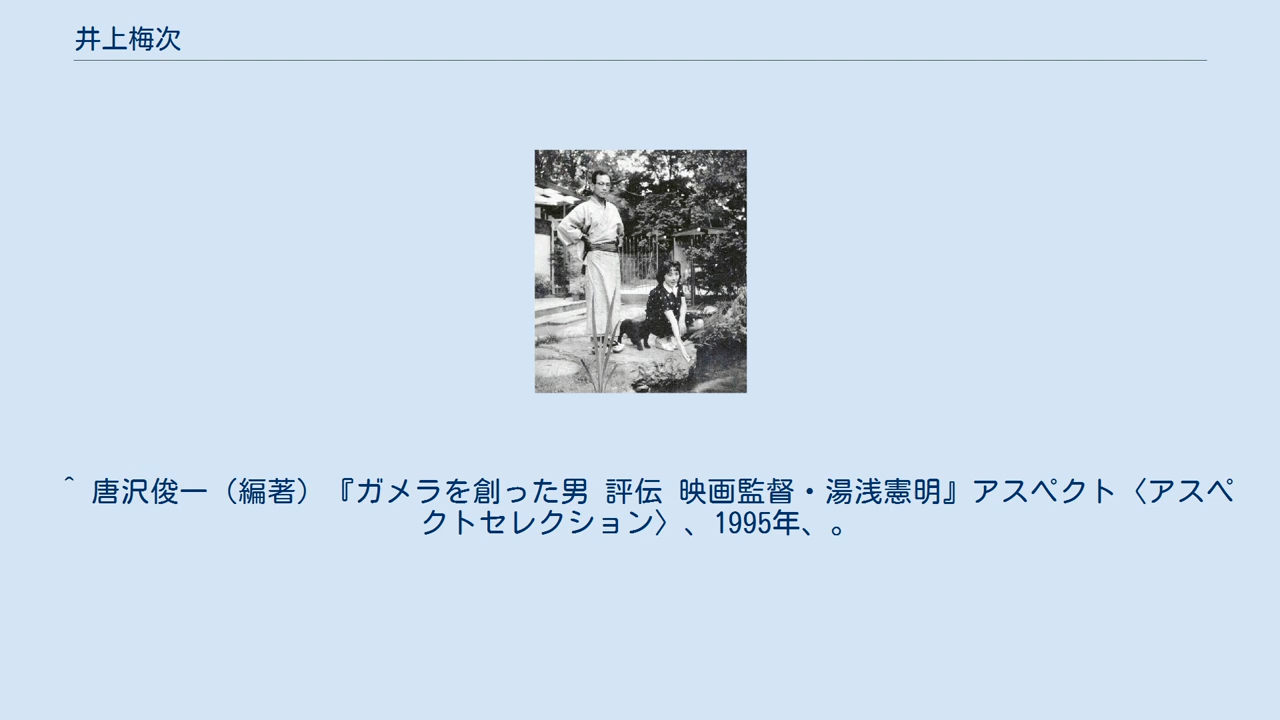 井上梅次
^ 唐沢俊一（編著）『ガメラを創った男 評伝 映画監督・湯浅憲明』アスペクト〈アスペ
クトセレクション〉、1995年、。